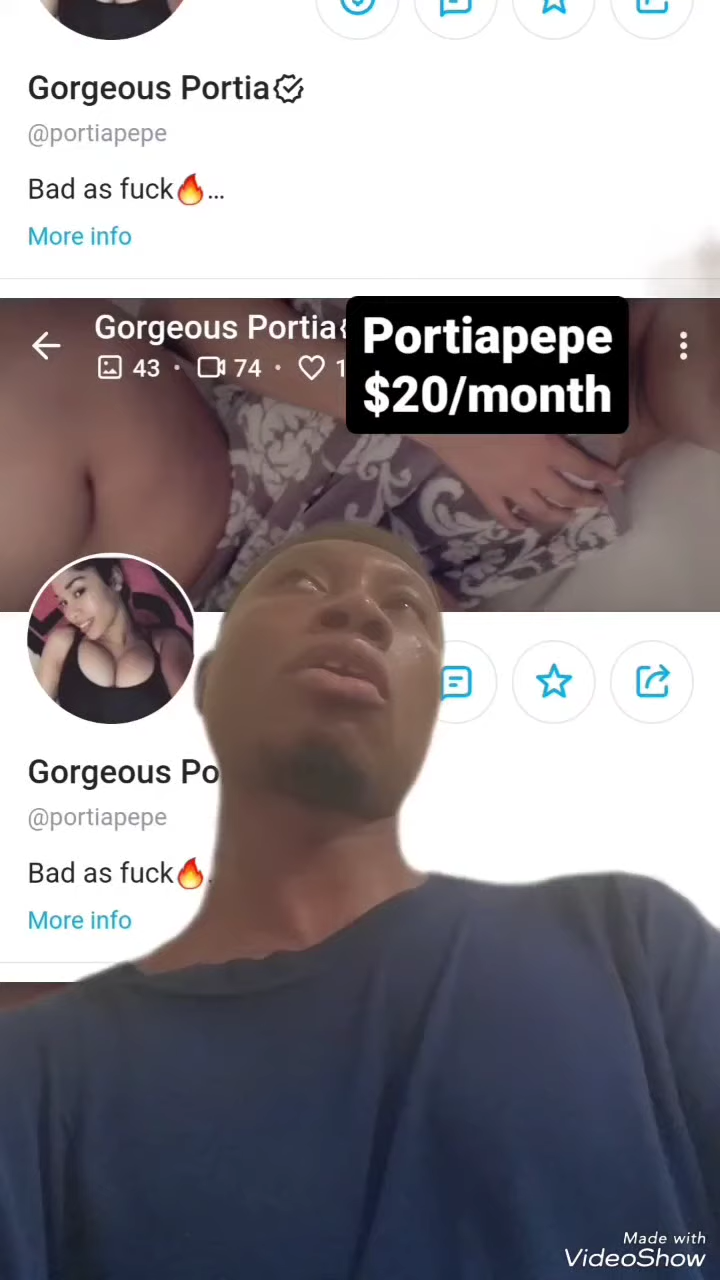 Gorgeous Portia
@portiapepe
Bad as fuck🔥...
More info
Gorgeous Portia
43 • 74 • 1
Portiapepe
$20/month
Gorgeous Po
@portiapepe
Bad as fuck🔥
More info
Made with
VideoShow